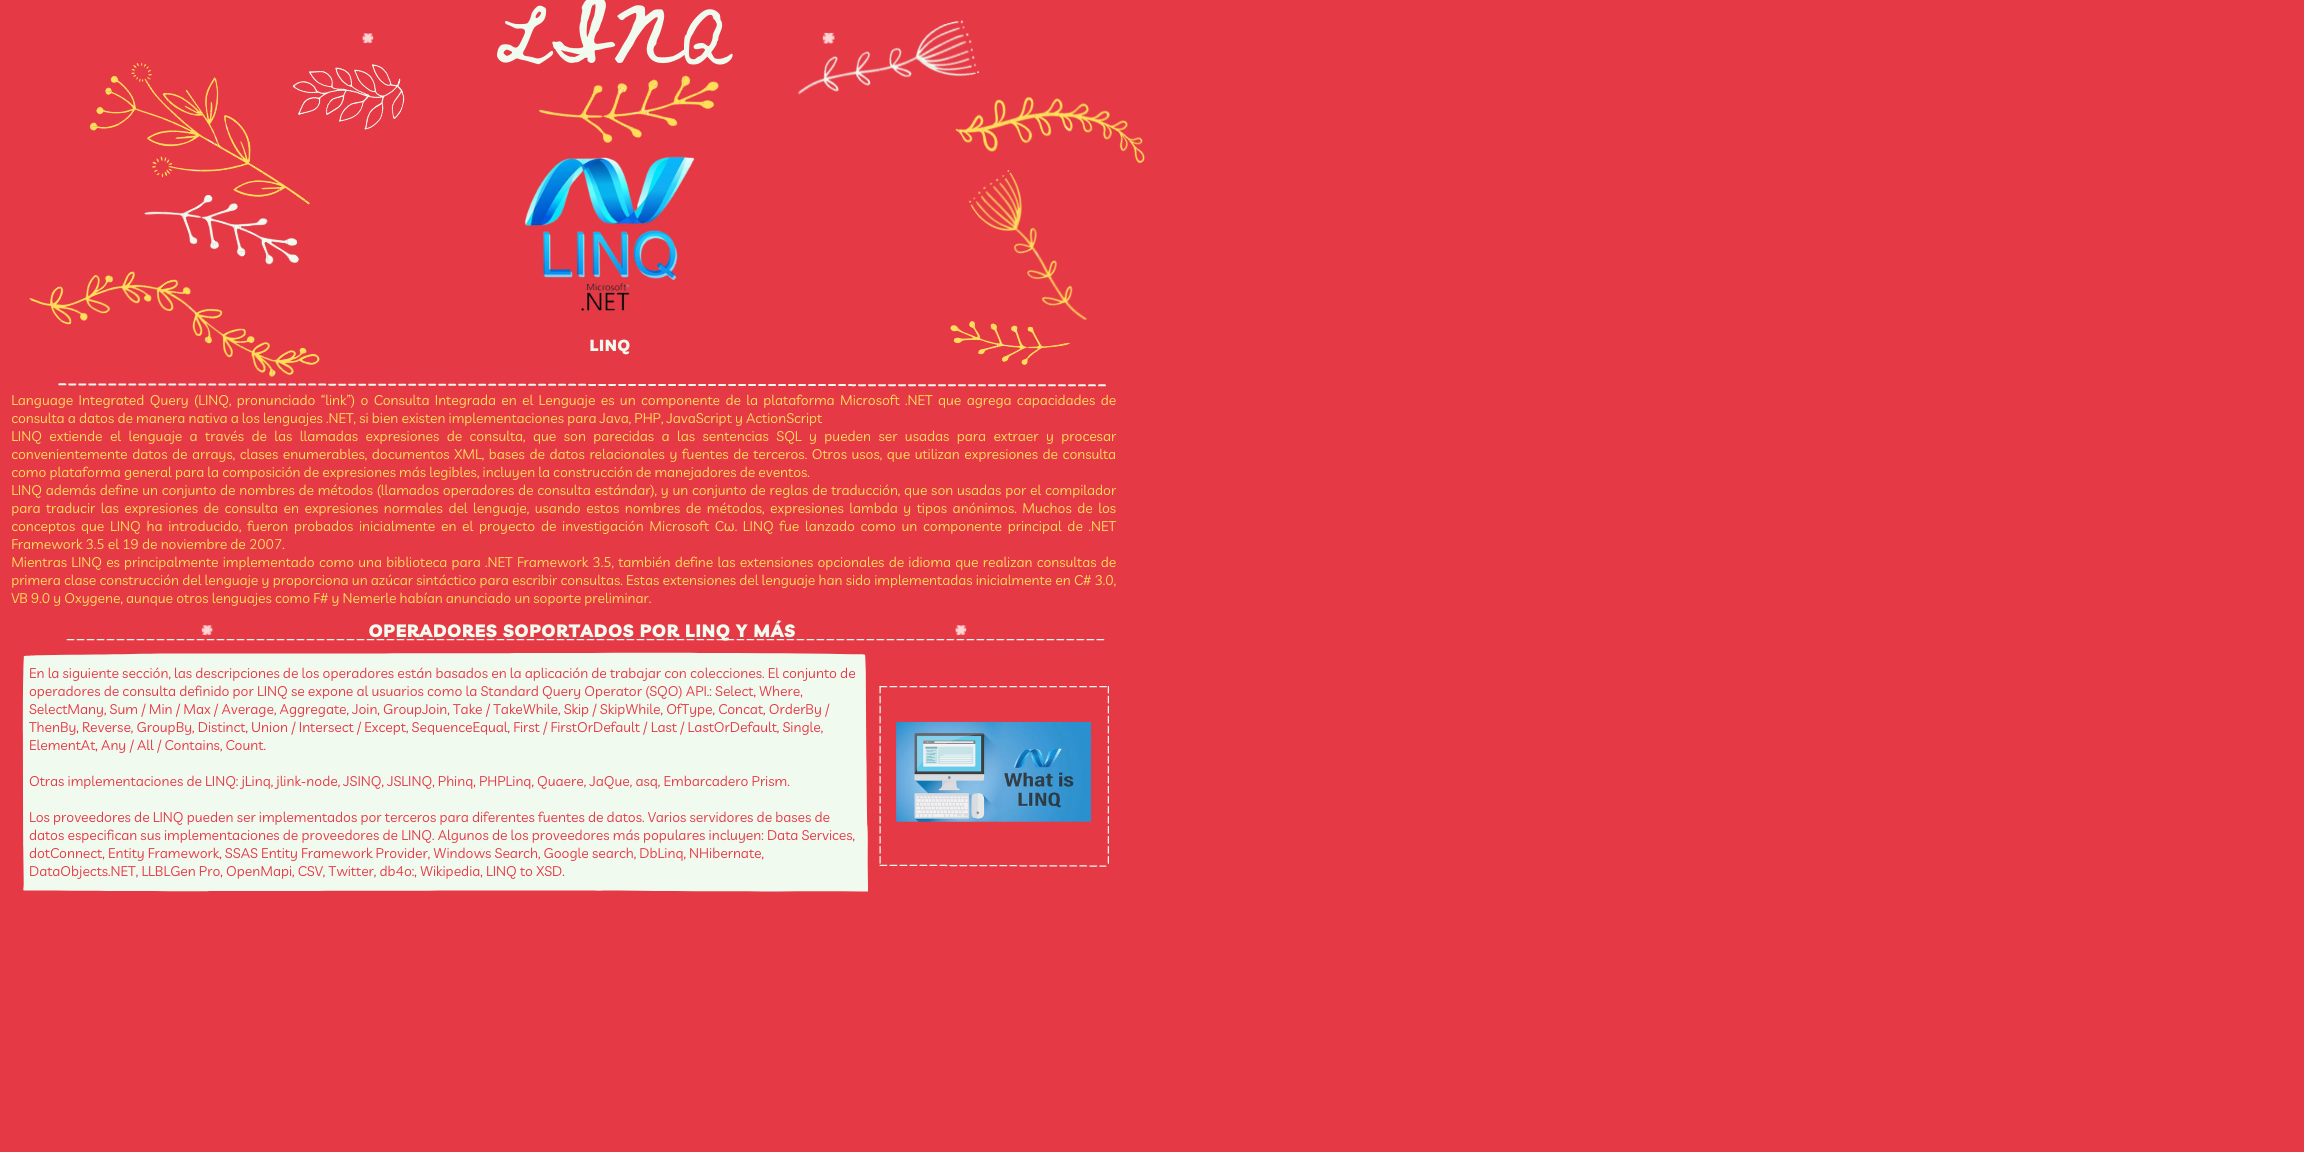 LINQ
LINQ
Microsoft
.NET
LINQ
Language Integrated Query (LINQ, pronunciado "link") o Consulta Integrada en el Lenguaje es un componente de la plataforma Microsoft .NET que agrega capacidades de
consulta a datos de manera nativa a los lenguajes .NET, si bien existen implementaciones para Java, PHP, JavaScript y ActionScript
LINQ extiende el lenguaje a través de las llamadas expresiones de consulta, que son parecidas a las sentencias SQL y pueden ser usadas para extraer y procesar
convenientemente datos de arrays, clases enumerables, documentos XML, bases de datos relacionales y fuentes de terceros. Otros usos, que utilizan expresiones de consulta
como plataforma general para la composición de expresiones más legibles, incluyen la construcción de manejadores de eventos.
LINQ además define un conjunto de nombres de métodos (llamados operadores de consulta estándar), y un conjunto de reglas de traducción, que son usadas por el compilador
para traducir las expresiones de consulta en expresiones normales del lenguaje, usando estos nombres de métodos, expresiones lambda y tipos anónimos. Muchos de los
conceptos que LINQ ha introducido, fueron probados inicialmente en el proyecto de investigación Microsoft Cω. LINQ fue lanzado como un componente principal de .NET
Framework 3.5 el 19 de noviembre de 2007.
Mientras LINQ es principalmente implementado como una biblioteca para .NET Framework 3.5, también define las extensiones opcionales de idioma que realizan consultas de
primera clase construcción del lenguaje y proporciona un azúcar sintáctico para escribir consultas. Estas extensiones del lenguaje han sido implementadas inicialmente en C# 3.0,
VB 9.0 y Oxygene, aunque otros lenguajes como F# y Nemerle habían anunciado un soporte preliminar.
OPERADORES SOPORTADOS POR LINQ Y MÁS
En la siguiente sección, las descripciones de los operadores están basados en la aplicación de trabajar con colecciones. El conjunto de
operadores de consulta definido por LINQ se expone al usuarios como la Standard Query Operator (SQO) API.: Select, Where,
SelectMany, Sum / Min / Max / Average, Aggregate, Join, GroupJoin, Take / TakeWhile, Skip / SkipWhile, OfType, Concat, OrderBy /
ThenBy, Reverse, GroupBy, Distinct, Union / Intersect / Except, SequenceEqual, First / FirstOrDefault / Last / LastOrDefault, Single,
ElementAt, Any / All / Contains, Count.
Otras implementaciones de LINQ: jLinq, jlink-node, JSINQ, JSLINQ, Phinq, PHPLinq, Quaere, JaQue, asq, Embarcadero Prism.
Los proveedores de LINQ pueden ser implementados por terceros para diferentes fuentes de datos. Varios servidores de bases de
datos especifican sus implementaciones de proveedores de LINQ. Algunos de los proveedores más populares incluyen: Data Services,
dotConnect, Entity Framework, SSAS Entity Framework Provider, Windows Search, Google search, DbLinq, NHibernate,
DataObjects.NET, LLBLGen Pro, OpenMapi, CSV, Twitter, db4o:, Wikipedia, LINQ to XSD.
What is
LINQ